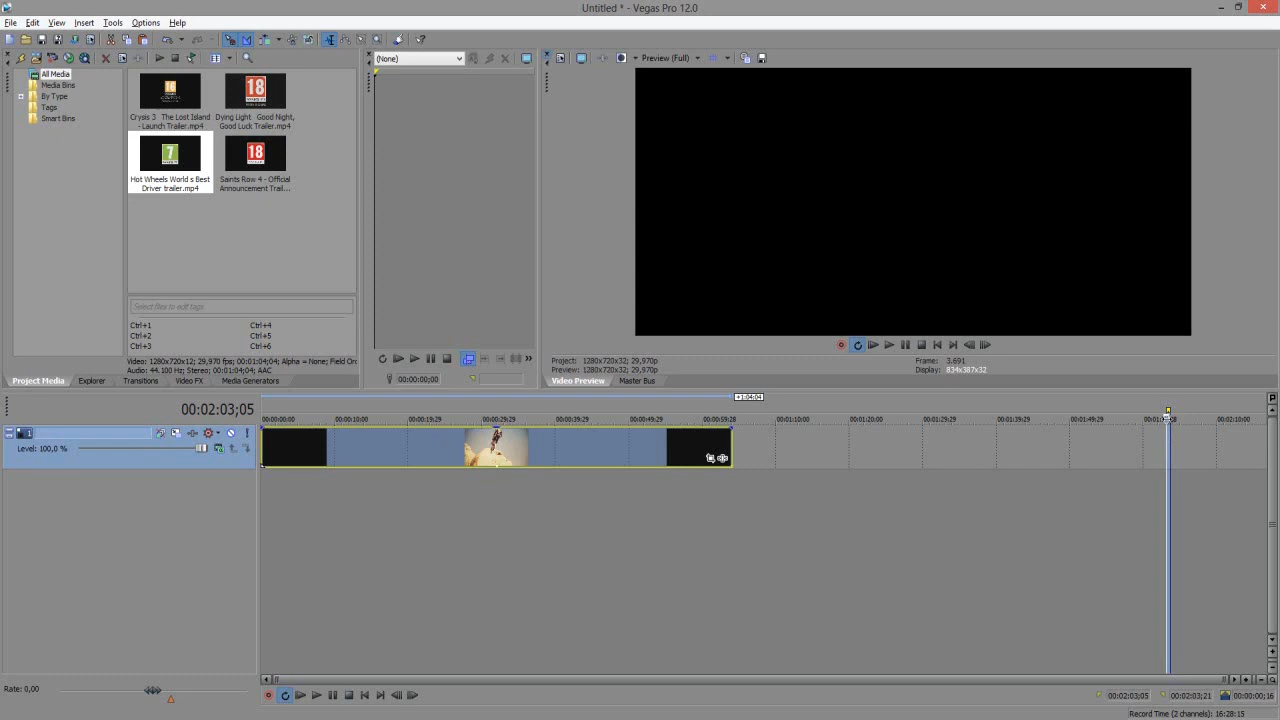 Untitled * - Vegas Pro 12.0
File Edit View Insert Tools Options Help
All Media
Media Bins
By Type
Tags
Smart Bins
Crysis 3 The Lost Island - Launch Trailer.mp4
18
Dying Light Good Night, Good Luck Trailer.mp4
7
Hot Wheels World s Best Driver trailer.mp4
18
Saints Row 4 - Official Announcement Trail...
Select files to edit tags
Ctrl+1 Ctrl+4
Ctrl+2 Ctrl+5
Ctrl+3 Ctrl+6
Video: 1280x720x12; 29,970 fps; 00:01:04;04; Alpha = None; Field Or
Audio: 44.100 Hz; Stereo; 00:01:04;04; AAC
Project Media Explorer Transitions Video FX Media Generators
(None)
00:00:00;00
Preview (Full)
Project: 1280x720x32; 29,970p
Preview: 1280x720x32; 29,970p
Frame: 3.691
Display: 834x387x32
Video Preview Master Bus
00:02:03;05
+1:04:04
00:00:00;00 00:00:10;00 00:00:19;29 00:00:29;29 00:00:39;29 00:00:49;29 00:00:59;28 00:01:10;00 00:01:20;00 00:01:29;29 00:01:39;29 00:01:49;29 00:02:10;00
1
Level: 100,0 %
Rate: 0,00
00:02:03;05 00:02:03;21 00:00:00;16
Record Time (2 channels): 16:28:15